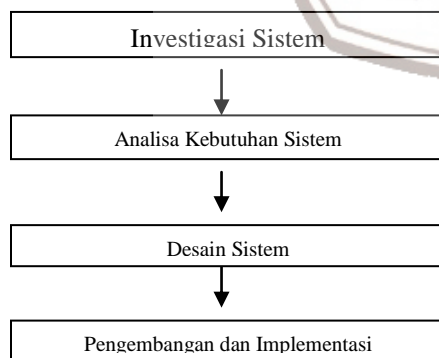 Investigasi Sistem
Analisa Kebutuhan Sistem
Desain Sistem
Pengembangan dan Implementasi